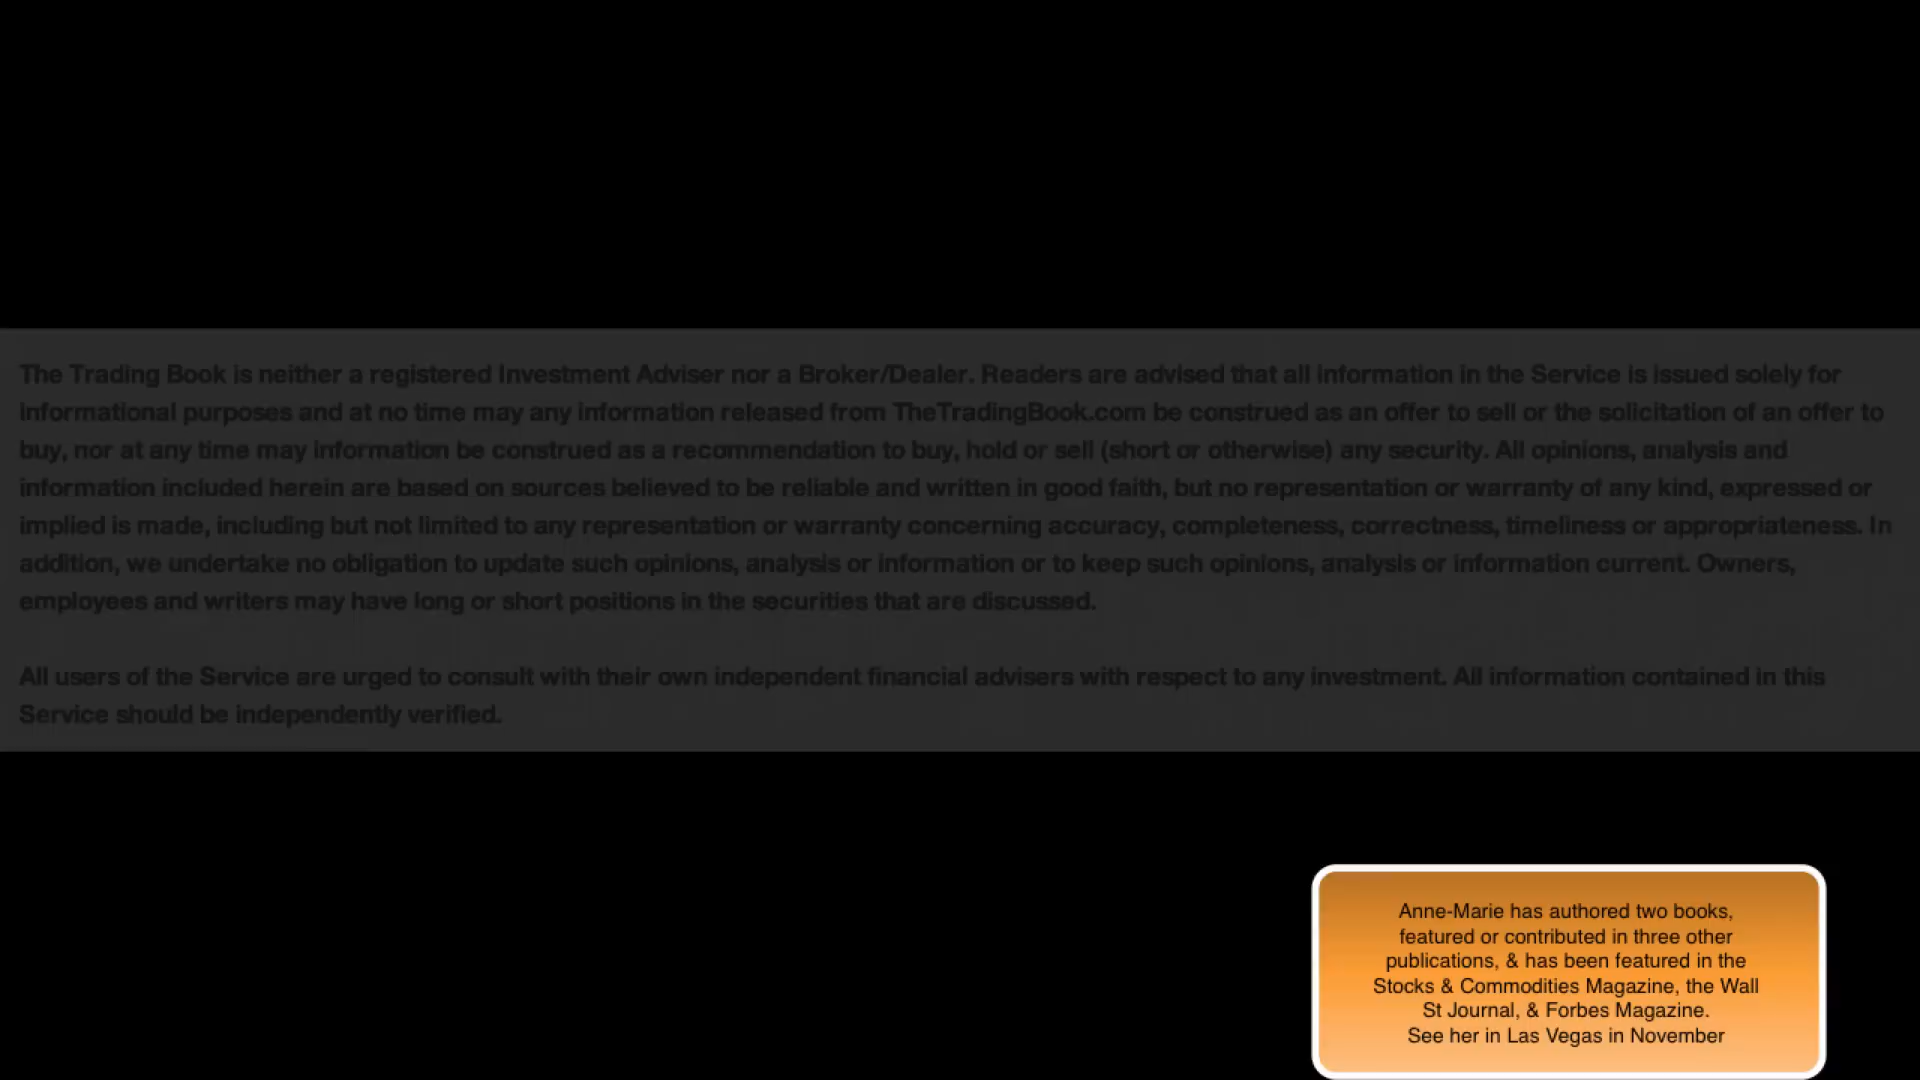 The Trading Book is neither a registered Investment Adviser nor a Broker/Dealer. Readers are advised that all information in the Service is issued solely for
informational purposes and at no time may any information released from TheTradingBook.com be construed as an offer to sell or the solicitation of an offer to
buy, nor at any time may information be construed as a recommendation to buy, hold or sell (short or otherwise) any security. All opinions, analysis and
information included herein are based on sources believed to be reliable and written in good faith, but no representation or warranty of any kind, expressed or
implied is made, including but not limited to any representation or warranty concerning accuracy, completeness, correctness, timeliness or appropriateness. In
addition, we undertake no obligation to update such opinions, analysis or information or to keep such opinions, analysis or information current. Owners,
employees and writers may have long or short positions in the securities that are discussed.
All users of the Service are urged to consult with their own independent financial advisers with respect to any investment. All information contained in this
Service should be independently verified.
Anne-Marie has authored two books,
featured or contributed in three other
publications, & has been featured in the
Stocks & Commodities Magazine, the Wall
St Journal, & Forbes Magazine.
See her in Las Vegas in November